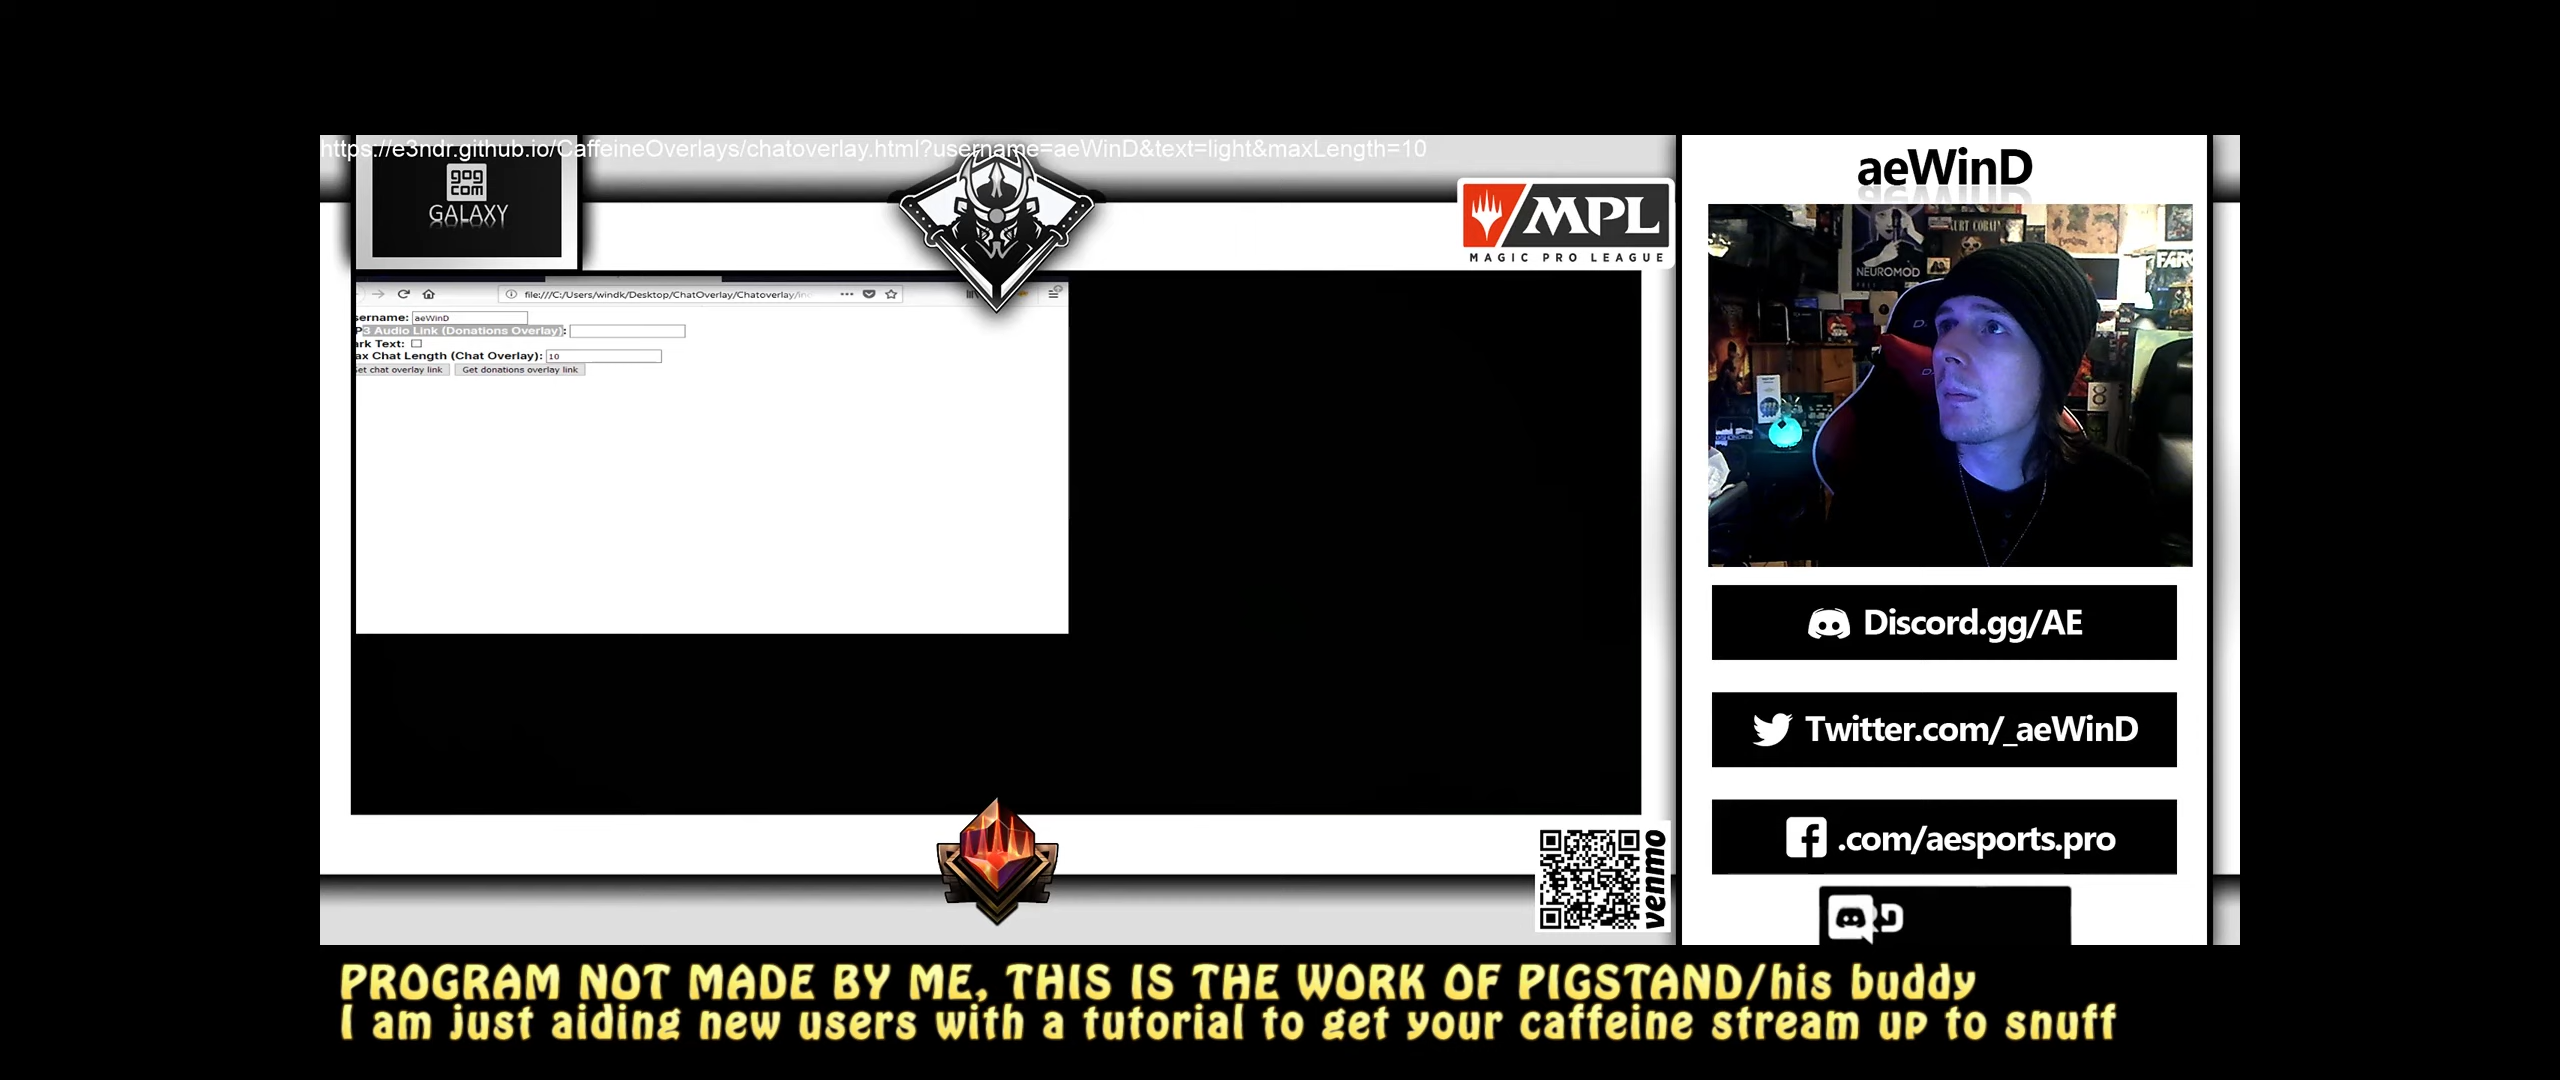 https://e3ndr.github.io/CaffeineOverlays/chatoverlay.html?username=aeWinD&text=light&maxLength=10
gog
com
GALAXY
MPL
MAGIC PRO LEAGUE
aeWinD
NEUROMOD
file:///C:/Users/windk/Desktop/ChatOverlay/Chatoverlay/in
sername: aeWinD
P3 Audio Link (Donations Overlay):
ark Text:
ax Chat Length (Chat Overlay): 10
Get chat overlay link Get donations overlay link
Discord.gg/AE
Twitter.com/_aeWinD
.com/aesports.pro
venmo
PROGRAM NOT MADE BY ME, THIS IS THE WORK OF PIGSTAND/his buddy
I am just aiding new users with a tutorial to get your caffeine stream up to snuff